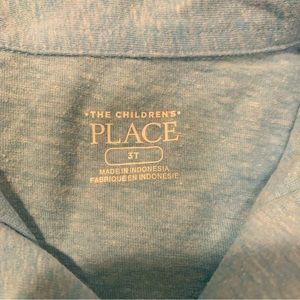 •THE CHILDREN'S•
PLACE
3T
MADE IN INDONESIA
FABRIQUÉ EN INDONÉSIE